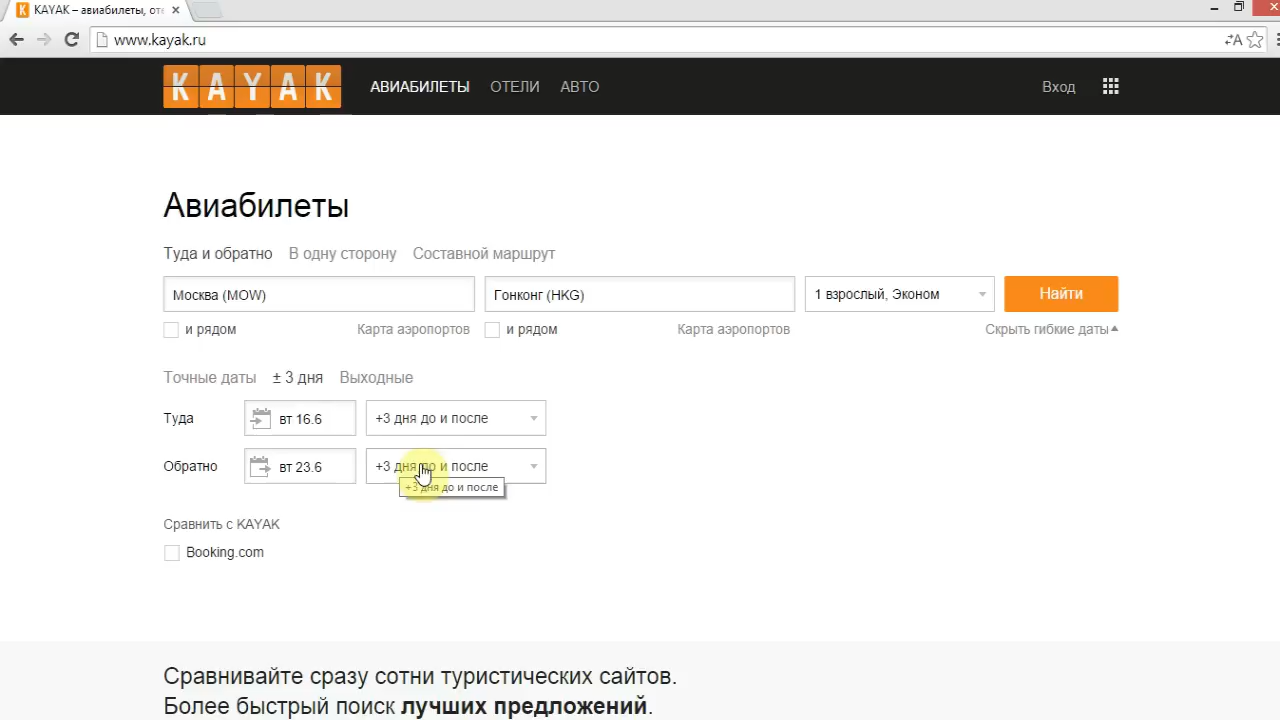 KAYAK – авиабилеты, оте
www.kayak.ru
KAYAK АВИАБИЛЕТЫ ОТЕЛИ АВТО Вход
Авиабилеты
Туда и обратно В одну сторону Составной маршрут
Москва (MOW) Гонконг (HKG) 1 взрослый, Эконом Найти
и рядом Карта аэропортов и рядом Карта аэропортов Скрыть гибкие даты
Точные даты ± 3 дня Выходные
Туда вт 16.6 +3 дня до и после
Обратно вт 23.6 +3 дня до и после
+3 дня до и после
Сравнить с KAYAK
Booking.com
Сравнивайте сразу сотни туристических сайтов.
Более быстрый поиск лучших предложений.